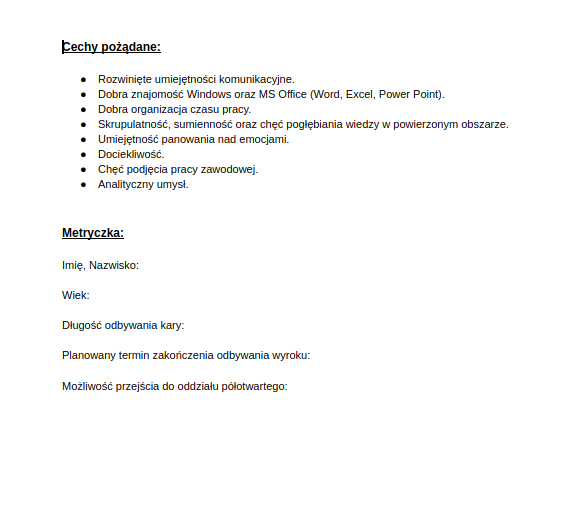 Cechy pożądane:
● Rozwinięte umiejętności komunikacyjne.
● Dobra znajomość Windows oraz MS Office (Word, Excel, Power Point).
● Dobra organizacja czasu pracy.
● Skrupulatność, sumienność oraz chęć pogłębiania wiedzy w powierzonym obszarze.
● Umiejętność panowania nad emocjami.
● Dociekliwość.
● Chęć podjęcia pracy zawodowej.
● Analityczny umysł.
Metryczka:
Imię, Nazwisko:
Wiek:
Długość odbywania kary:
Planowany termin zakończenia odbywania wyroku:
Możliwość przejścia do oddziału półotwartego: